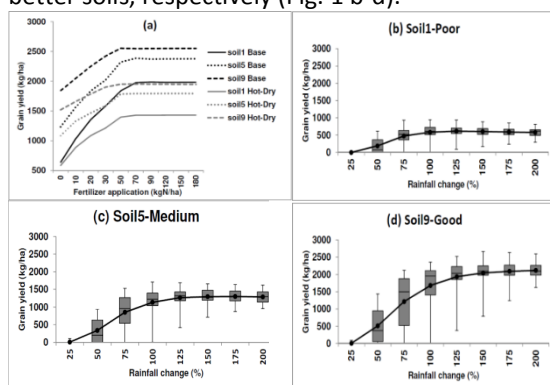 better soils, respectively (Fig. 1 b-d).
(a)
Grain yield (kg/ha)
3000
2500
2000
1500
1000
500
soil1 Base
soil5 Base
soil9 Base
soil1 Hot-Dry
soil5 Hot-Dry
soil9 Hot-Dry
0 10 20 30 40 50 60 70 90 110 130 150 180
Fertilizer application (kgN/ha)
(b) Soil1-Poor
Grain yield (kg/ha)
3000
2500
2000
1500
1000
500
0
25 50 75 100 125 150 175 200
Rainfall change (%)
(c) Soil5-Medium
Grain yield (kg/ha)
3000
2500
2000
1500
1000
500
0
25 50 75 100 125 150 175 200
Rainfall change (%)
(d) Soil9-Good
Grain yield (kg/ha)
3000
2500
2000
1500
1000
500
0
25 50 75 100 125 150 175 200
Rainfall change (%)